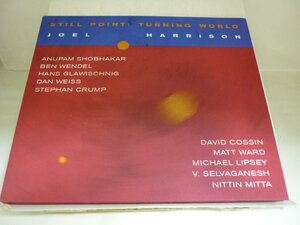 STILL POINT: TURNING WORLD
JOEL HARRISON
ANUPAM SHOBHAKAR
BEN WENDEL
HANS GLAWISCHNIG
DAN WEISS
STEPHAN CRUMP
DAVID COSSIN
MATT WARD
MICHAEL LIPSEY
V. SELVAGANESH
NITTIN MITTA